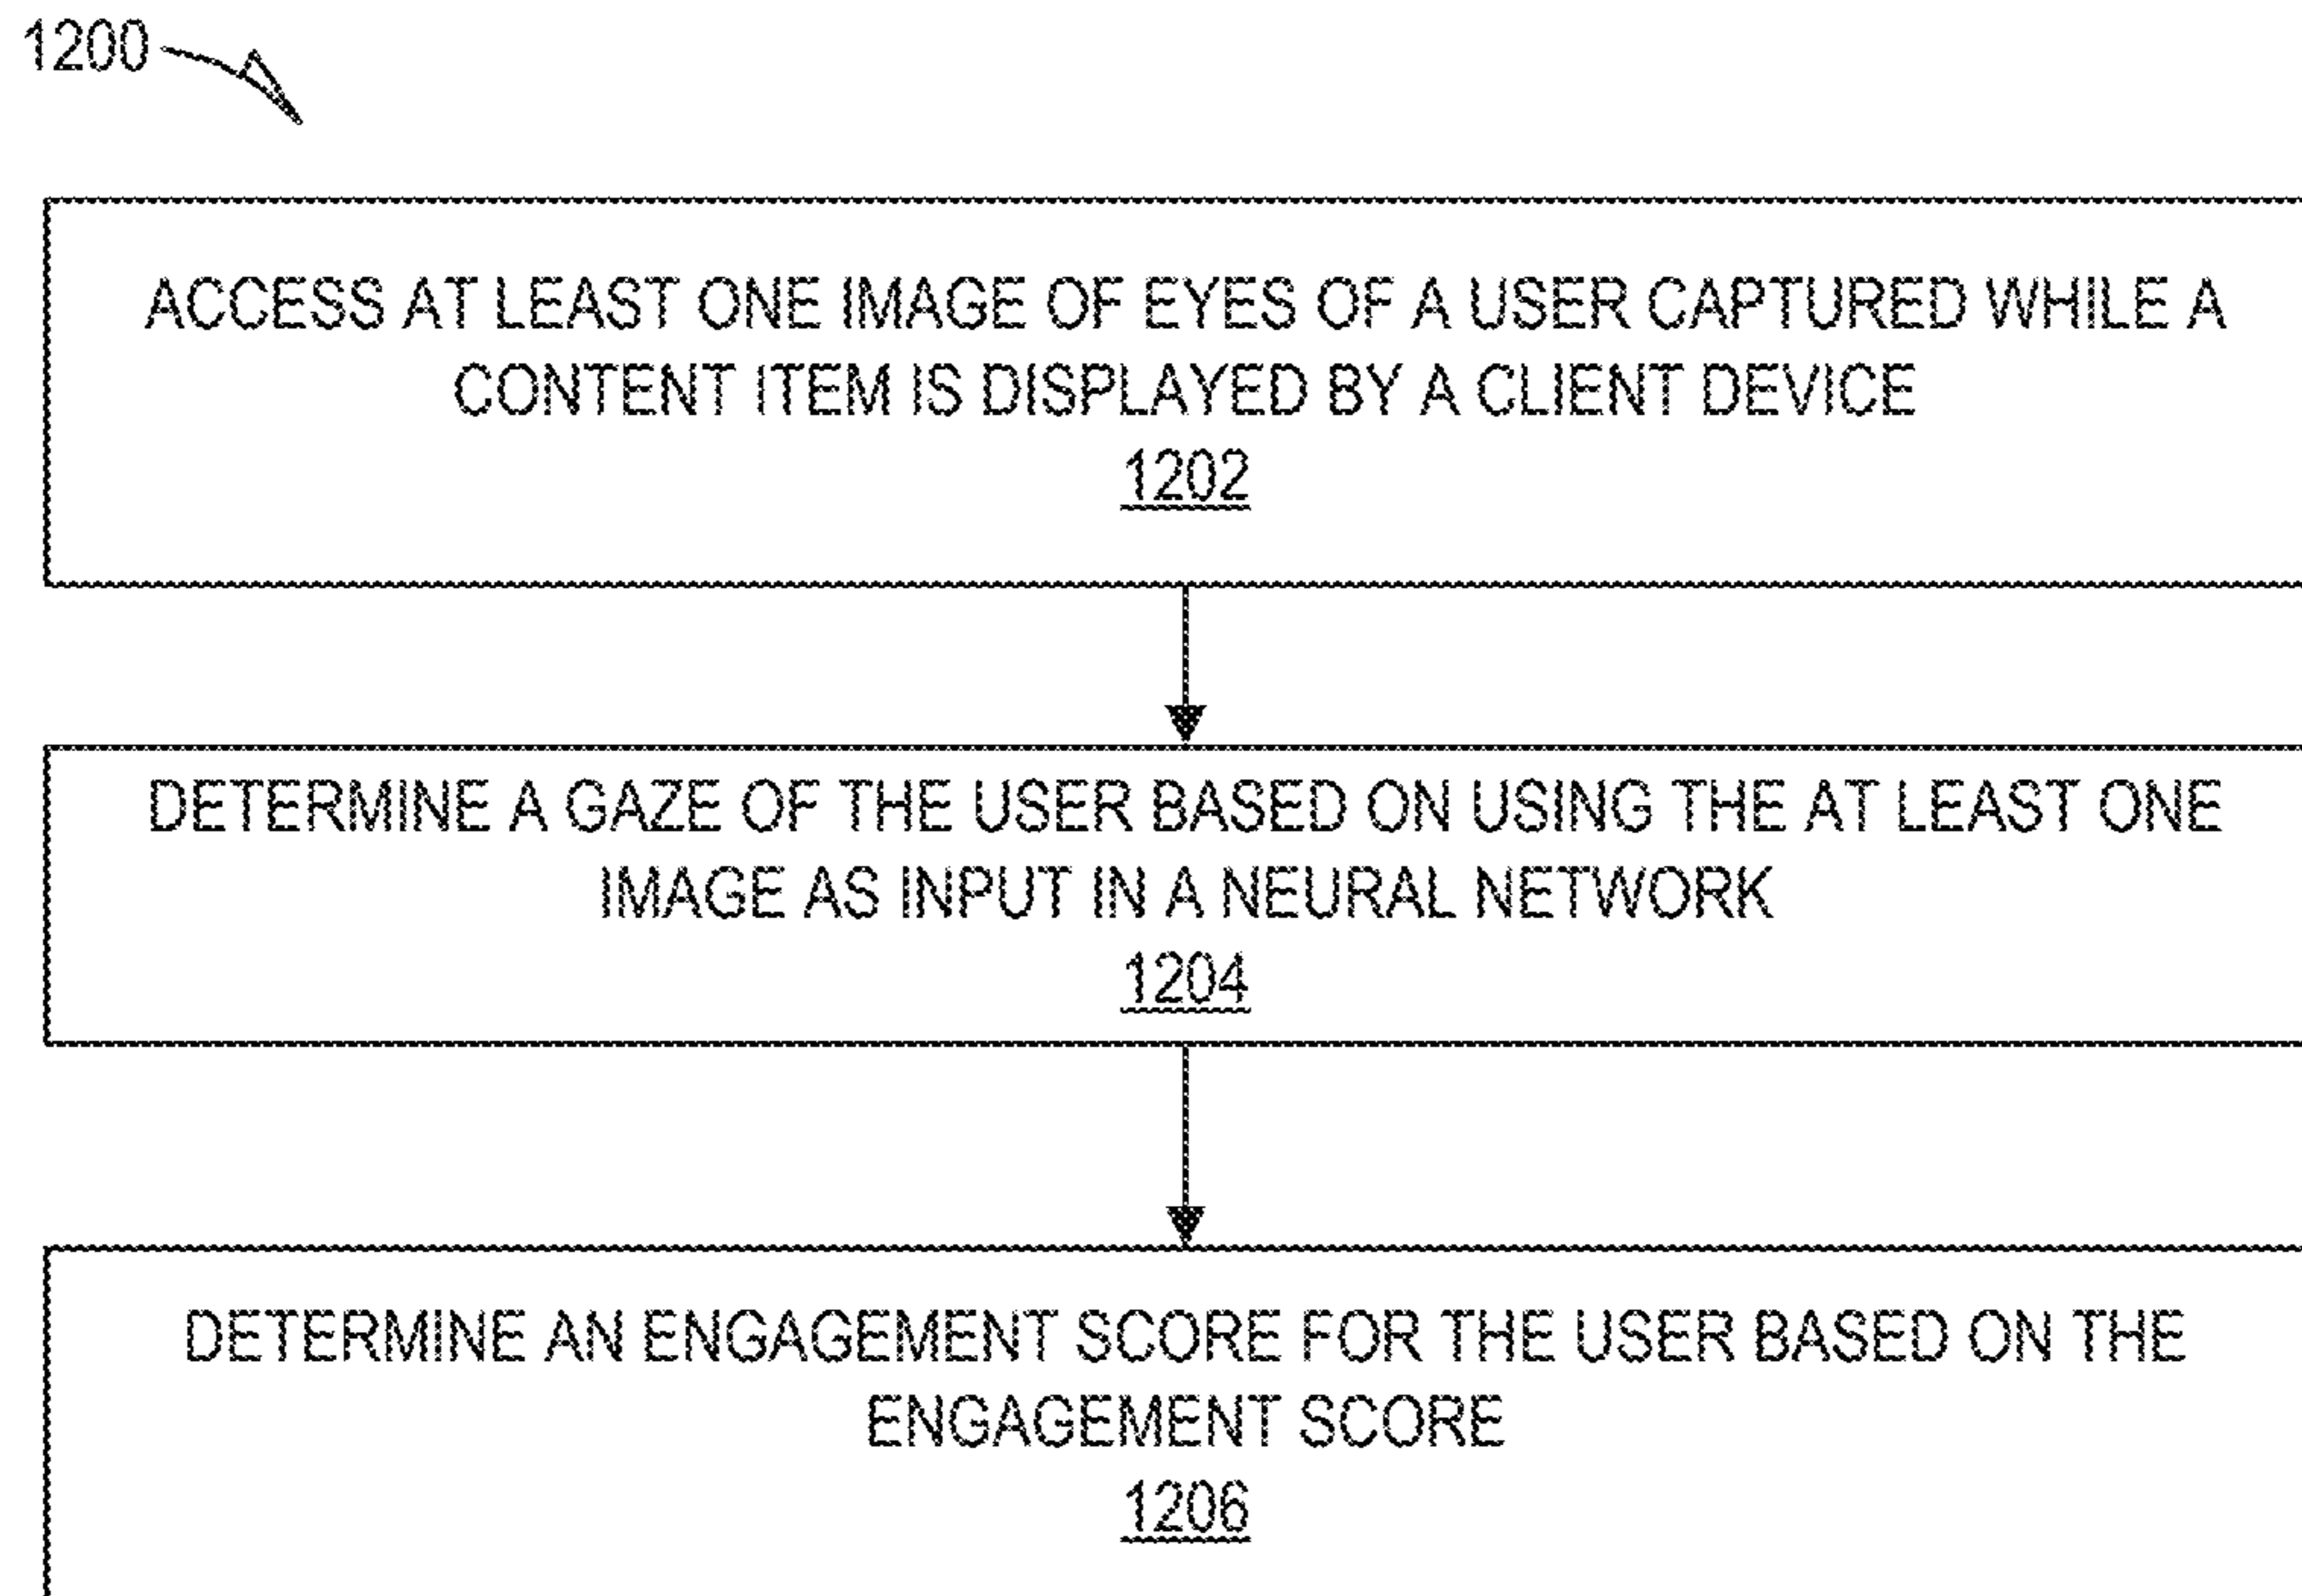 1200
ACCESS AT LEAST ONE IMAGE OF EYES OF A USER CAPTURED WHILE A
CONTENT ITEM IS DISPLAYED BY A CLIENT DEVICE
1202
DETERMINE A GAZE OF THE USER BASED ON USING THE AT LEAST ONE
IMAGE AS INPUT IN A NEURAL NETWORK
1204
DETERMINE AN ENGAGEMENT SCORE FOR THE USER BASED ON THE
ENGAGEMENT SCORE
1206